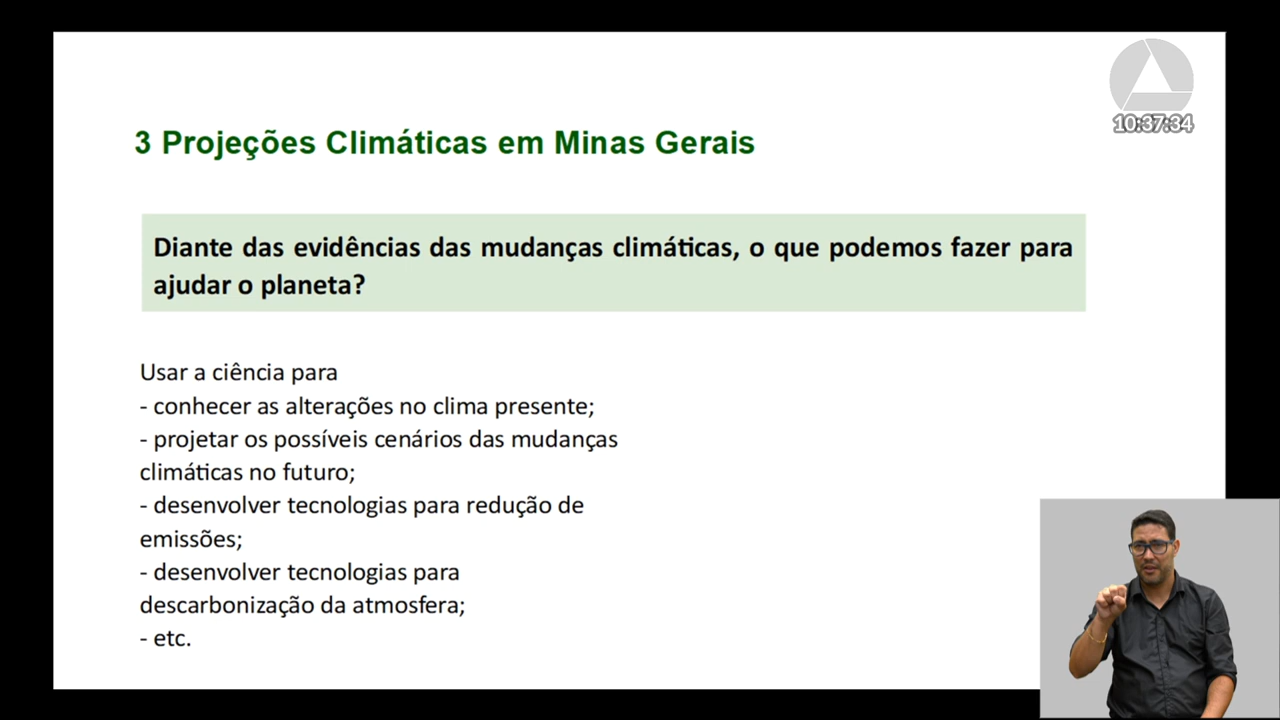 10:37:34
3 Projeções Climáticas em Minas Gerais
Diante das evidências das mudanças climáticas, o que podemos fazer para
ajudar o planeta?
Usar a ciência para
- conhecer as alterações no clima presente;
- projetar os possíveis cenários das mudanças
climáticas no futuro;
- desenvolver tecnologias para redução de
emissões;
- desenvolver tecnologias para
descarbonização da atmosfera;
- etc.